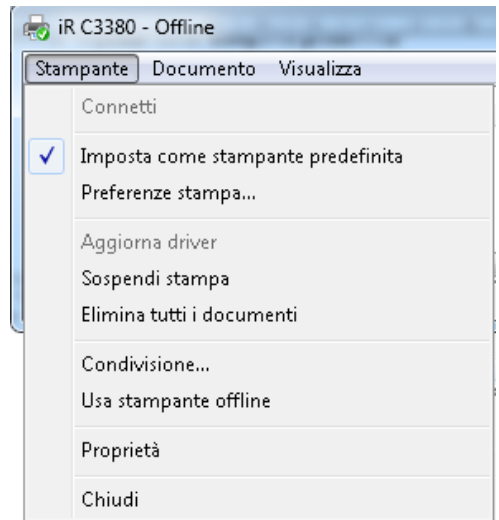 iR C3380 - Offline
Stampante Documento Visualizza
Connetti
Imposta come stampante predefinita
Preferenze stampa...
Aggiorna driver
Sospendi stampa
Elimina tutti i documenti
Condivisione...
Usa stampante offline
Proprietà
Chiudi